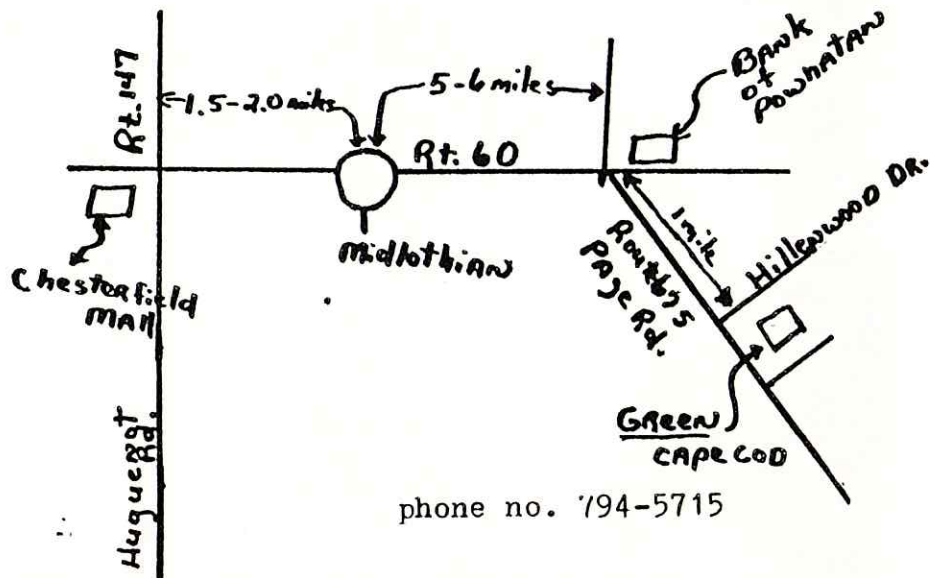 Rt. 147
1.5-2.0 miles
5-6 miles
BANK
of
POWHATAN
Rt. 60
Chesterfield
MAll
MidlothiAN
1 mile
Hillenwood DR.
Route 675
PAge Rd.
GReeN
CAPE COD
Huguenot
Rd.
phone no. 794-5715